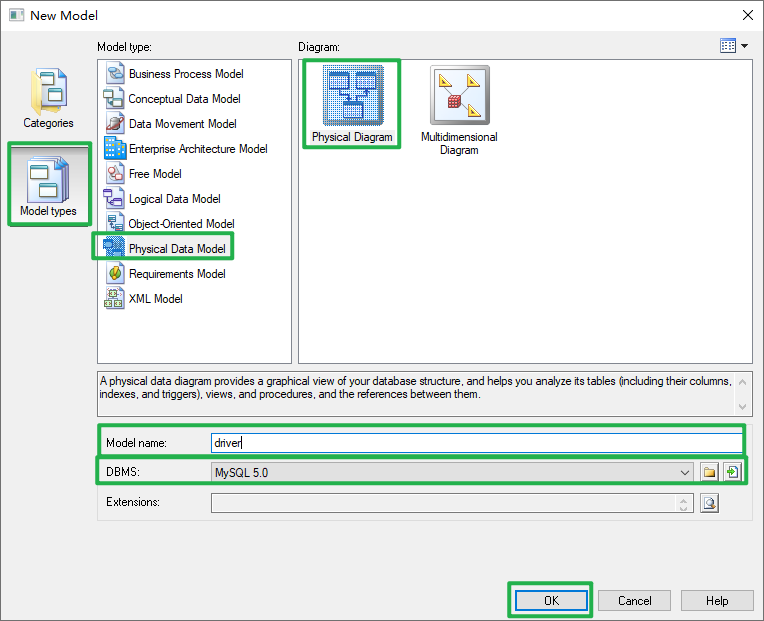 New Model
Model type:
Diagram:
Categories
Model types
Business Process Model
Conceptual Data Model
Data Movement Model
Enterprise Architecture Model
Free Model
Logical Data Model
Object-Oriented Model
Physical Data Model
Requirements Model
XML Model
Physical Diagram
Multidimensional
Diagram
A physical data diagram provides a graphical view of your database structure, and helps you analyze its tables (including their columns,
indexes, and triggers), views, and procedures, and the references between them.
Model name:
driver
DBMS:
MySQL 5.0
Extensions:
OK
Cancel
Help